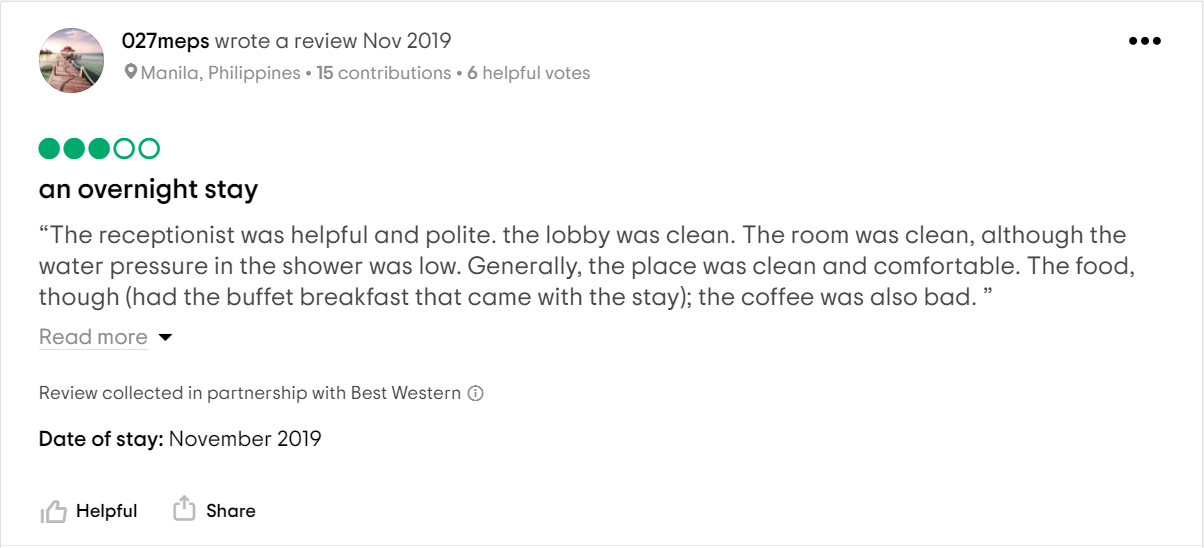 027meps wrote a review Nov 2019
Manila, Philippines • 15 contributions • 6 helpful votes
an overnight stay
“The receptionist was helpful and polite. the lobby was clean. The room was clean, although the
water pressure in the shower was low. Generally, the place was clean and comfortable. The food,
though (had the buffet breakfast that came with the stay); the coffee was also bad. ”
Read more
Review collected in partnership with Best Western
Date of stay: November 2019
Helpful Share